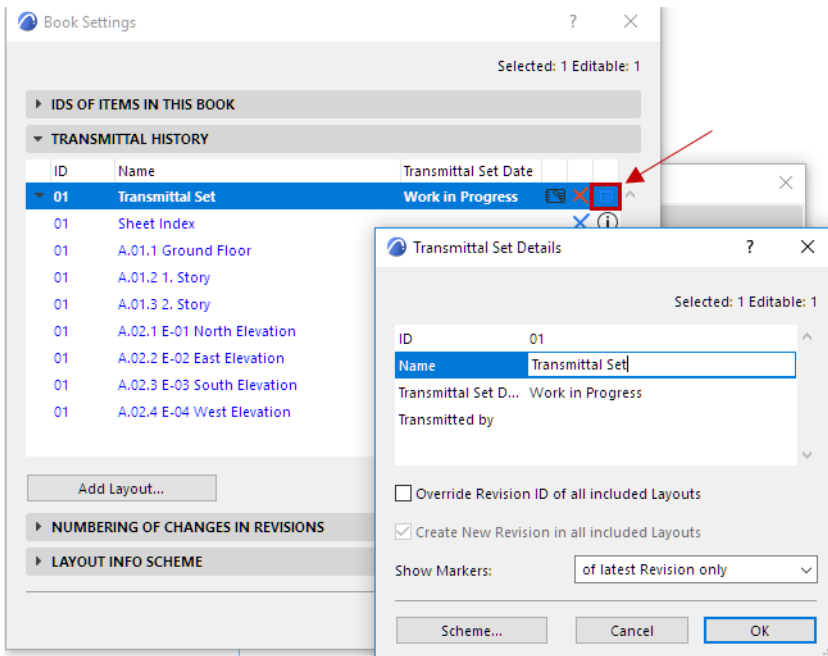 Book Settings ?
Selected: 1 Editable: 1
IDS OF ITEMS IN THIS BOOK
TRANSMITTAL HISTORY
ID Name Transmittal Set Date
01 Transmittal Set Work in Progress
01 Sheet Index
01 A.01.1 Ground Floor
01 A.01.2 1. Story
01 A.01.3 2. Story
01 A.02.1 E-01 North Elevation
01 A.02.2 E-02 East Elevation
01 A.02.3 E-03 South Elevation
01 A.02.4 E-04 West Elevation
Add Layout...
NUMBERING OF CHANGES IN REVISIONS
LAYOUT INFO SCHEME
Transmittal Set Details ?
Selected: 1 Editable: 1
ID 01
Name Transmittal Set
Transmittal Set D... Work in Progress
Transmitted by
Override Revision ID of all included Layouts
Create New Revision in all included Layouts
Show Markers: of latest Revision only
Scheme... Cancel OK